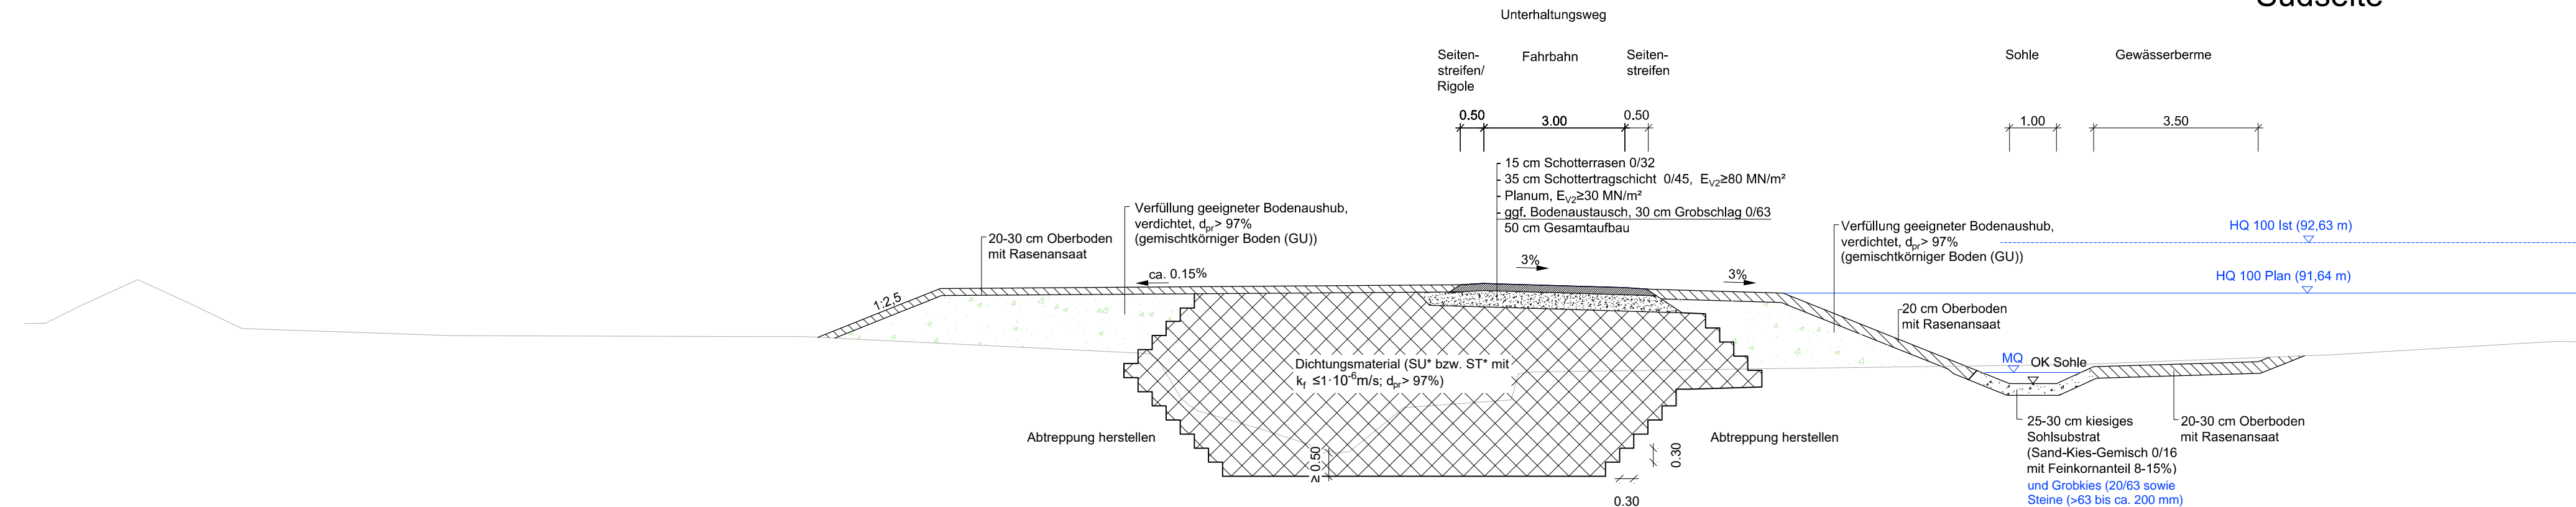 Südseite
Unterhaltungsweg
Seiten-
streifen/
Rigole
Fahrbahn
Seiten-
streifen
Sohle
Gewässerberme
0.50
3.00
0.50
1.00
3.50
15 cm Schotterrasen 0/32
35 cm Schottertragschicht 0/45, EV2≥80 MN/m²
Planum, EV2≥30 MN/m²
ggf. Bodenaustausch, 30 cm Grobschlag 0/63
50 cm Gesamtaufbau
Verfüllung geeigneter Bodenaushub,
verdichtet, dpr> 97%
(gemischtkörniger Boden (GU))
20-30 cm Oberboden
mit Rasenansaat
Verfüllung geeigneter Bodenaushub,
verdichtet, dpr> 97%
(gemischtkörniger Boden (GU))
HQ 100 Ist (92,63 m)
HQ 100 Plan (91,64 m)
ca. 0.15%
3%
3%
1:2,5
20 cm Oberboden
mit Rasenansaat
MQ
OK Sohle
Dichtungsmaterial (SU* bzw. ST* mit
kf ≤1·10-6m/s; dpr> 97%)
Abtreppung herstellen
Abtreppung herstellen
≥ 0.50
0.30
0.30
25-30 cm kiesiges
Sohlsubstrat
(Sand-Kies-Gemisch 0/16
mit Feinkornanteil 8-15%)
und Grobkies (20/63 sowie
Steine (>63 bis ca. 200 mm)
20-30 cm Oberboden
mit Rasenansaat